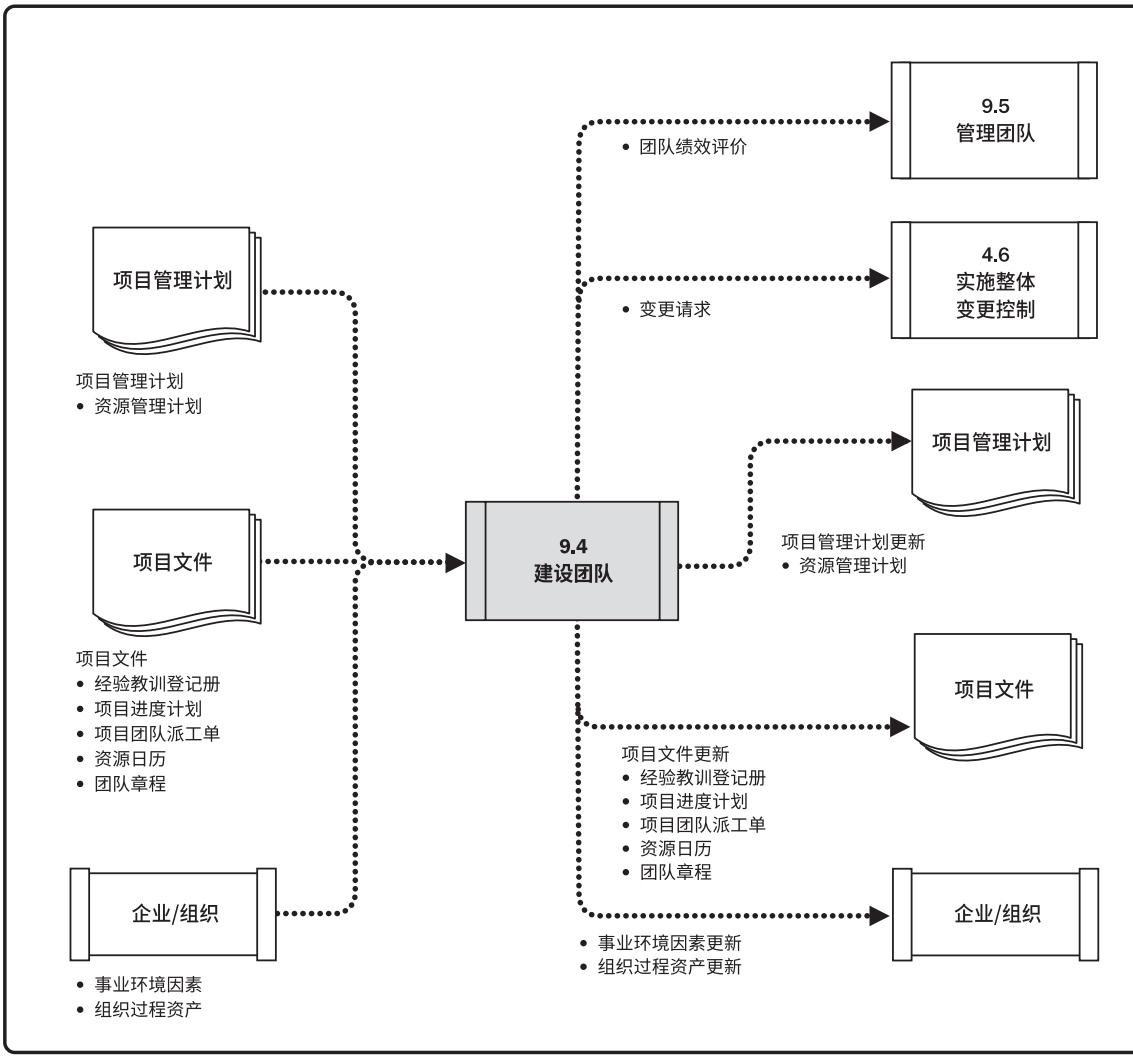 9.5
管理团队
• 团队绩效评价
4.6
实施整体
变更控制
• 变更请求
项目管理计划
项目管理计划
• 资源管理计划
项目管理计划
项目管理计划更新
• 资源管理计划
9.4
建设团队
项目文件
项目文件
• 经验教训登记册
• 项目进度计划
• 项目团队派工单
• 资源日历
• 团队章程
项目文件
项目文件更新
• 经验教训登记册
• 项目进度计划
• 项目团队派工单
• 资源日历
• 团队章程
企业/组织
• 事业环境因素
• 组织过程资产
企业/组织
• 事业环境因素更新
• 组织过程资产更新